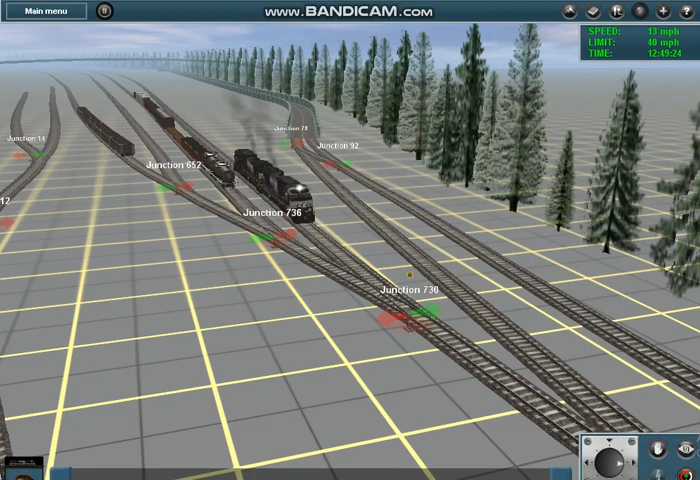 Main menu
WWW.BANDICAM.COM
SPEED: 13 mph
LIMIT: 40 mph
TIME: 12:49:24
Junction 78
Junction 14
Junction 92
Junction 652
12
Junction 736
Junction 730